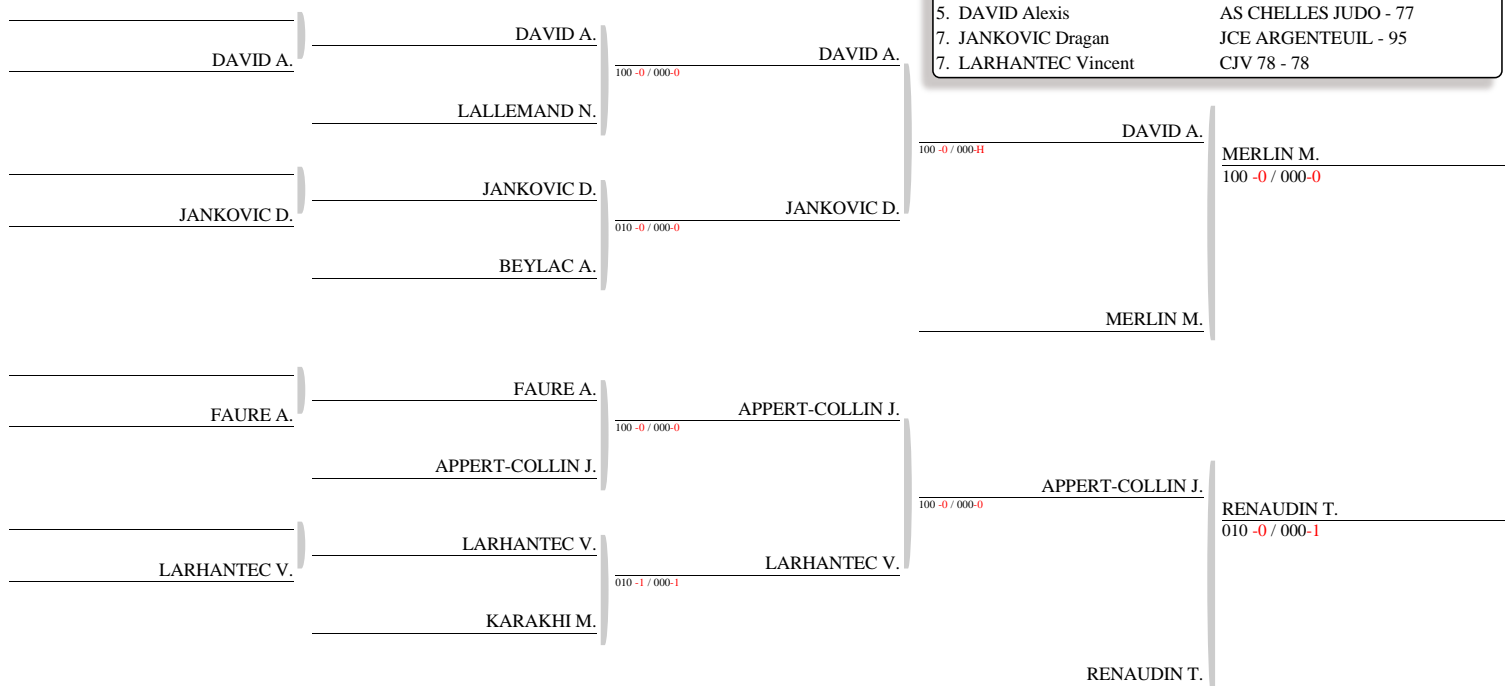 5. DAVID Alexis AS CHELLES JUDO - 77
7. JANKOVIC Dragan JCE ARGENTEUIL - 95
7. LARHANTEC Vincent CJV 78 - 78
DAVID A.
JANKOVIC D.
FAURE A.
LARHANTEC V.
DAVID A.
LALLEMAND N.
JANKOVIC D.
BEYLAC A.
FAURE A.
APPERT-COLLIN J.
LARHANTEC V.
KARAKHI M.
DAVID A.
100 -0 / 000-0
JANKOVIC D.
010 -0 / 000-0
APPERT-COLLIN J.
100 -0 / 000-0
LARHANTEC V.
010 -1 / 000-1
DAVID A.
100 -0 / 000-H
MERLIN M.
APPERT-COLLIN J.
100 -0 / 000-0
RENAUDIN T.
MERLIN M.
100 -0 / 000-0
RENAUDIN T.
010 -0 / 000-1